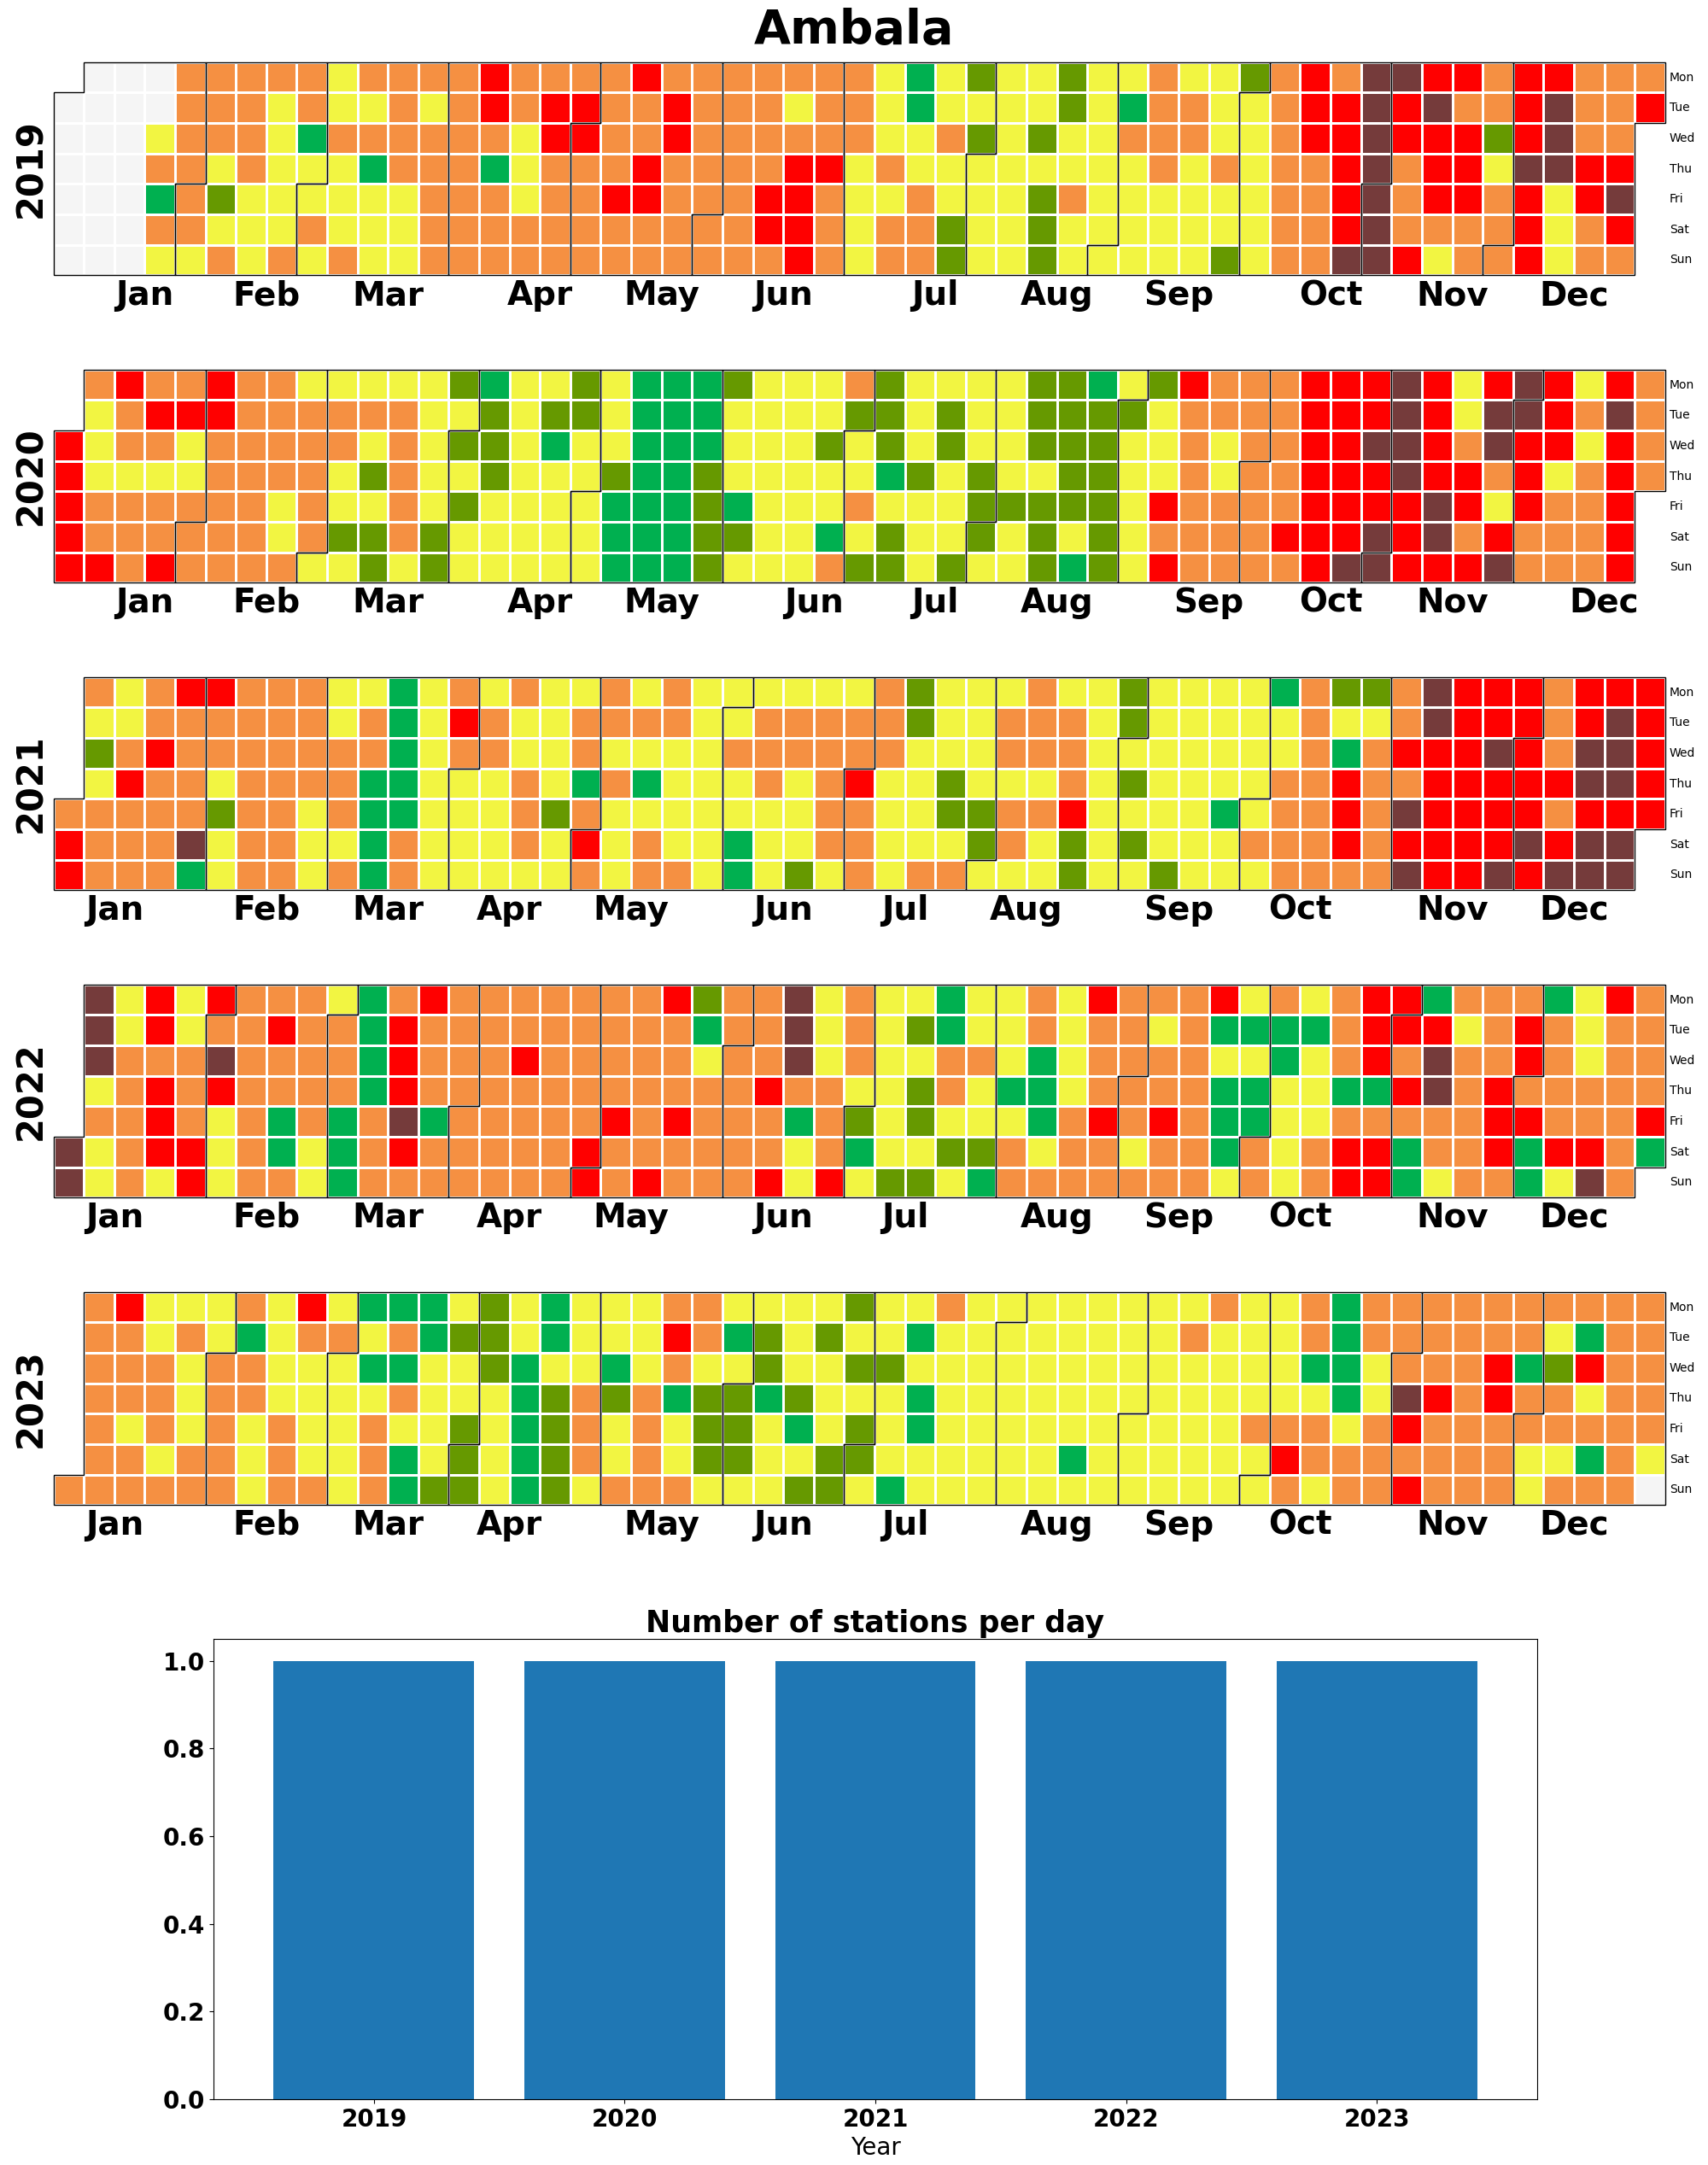 Ambala
2019
Mon
Tue
Wed
Thu
Fri
Sat
Sun
Jan Feb Mar Apr May Jun Jul Aug Sep Oct Nov Dec
2020
Mon
Tue
Wed
Thu
Fri
Sat
Sun
Jan Feb Mar Apr May Jun Jul Aug Sep Oct Nov Dec
2021
Mon
Tue
Wed
Thu
Fri
Sat
Sun
Jan Feb Mar Apr May Jun Jul Aug Sep Oct Nov Dec
2022
Mon
Tue
Wed
Thu
Fri
Sat
Sun
Jan Feb Mar Apr May Jun Jul Aug Sep Oct Nov Dec
2023
Mon
Tue
Wed
Thu
Fri
Sat
Sun
Jan Feb Mar Apr May Jun Jul Aug Sep Oct Nov Dec
Number of stations per day
1.0
0.8
0.6
0.4
0.2
0.0
2019 2020 2021 2022 2023
Year